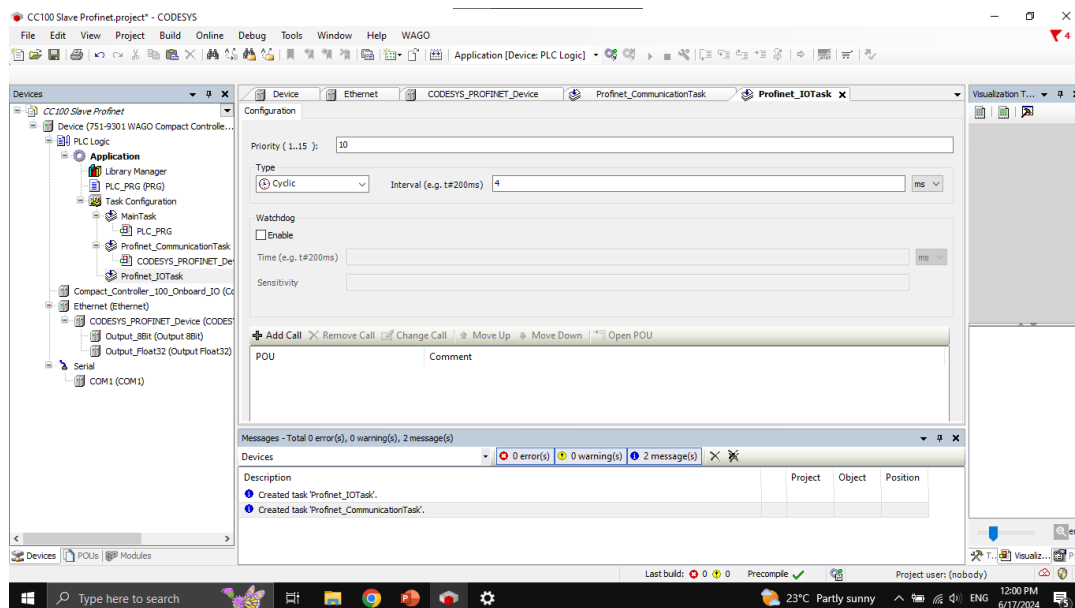 CC100 Slave Profinet.project* - CODESYS
File Edit View Project Build Online Debug Tools Window Help WAGO
4
Application [Device: PLC Logic]
Devices
CC100 Slave Profinet
Device (751-9301 WAGO Compact Controlle...
PLC Logic
Application
Library Manager
PLC_PRG (PRG)
Task Configuration
MainTask
PLC_PRG
Profinet_CommunicationTask
CODESYS_PROFINET_De
Profinet_IOTask
Compact_Controller_100_Onboard_IO (Co
Ethernet (Ethernet)
CODESYS_PROFINET_Device (CODES
Output_8Bit (Output 8Bit)
Output_Float32 (Output Float32)
Serial
COM1 (COM1)
Devices POUs Modules
Device Ethernet CODESYS_PROFINET_Device Profinet_CommunicationTask Profinet_IOTask
Configuration
Priority ( 1..15 ): 10
Type
Cyclic Interval (e.g. t#200ms) 4 ms
Watchdog
Enable
Time (e.g. t#200ms) ms
Sensitivity
Add Call Remove Call Change Call Move Up Move Down Open POU
POU Comment
Messages - Total 0 error(s), 0 warning(s), 2 message(s)
Devices 0 error(s) 0 warning(s) 2 message(s)
Description Project Object Position
Created task 'Profinet_IOTask'.
Created task 'Profinet_CommunicationTask'.
Visualization T...
T... Visualiz... P
Last build: 0 0 Precompile Project user: (nobody)
Type here to search
23°C Partly sunny ENG 12:00 PM
6/17/2024